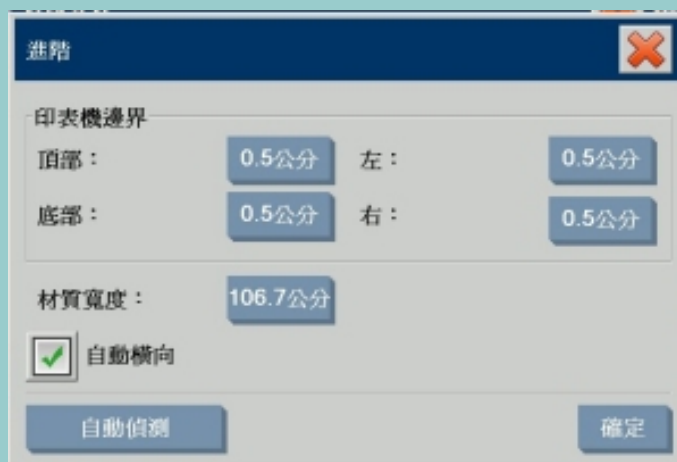 進階
印表機邊界
頂部： 0.5公分 左： 0.5公分
底部： 0.5公分 右： 0.5公分
材質寬度： 106.7公分
自動橫向
自動偵測 確定